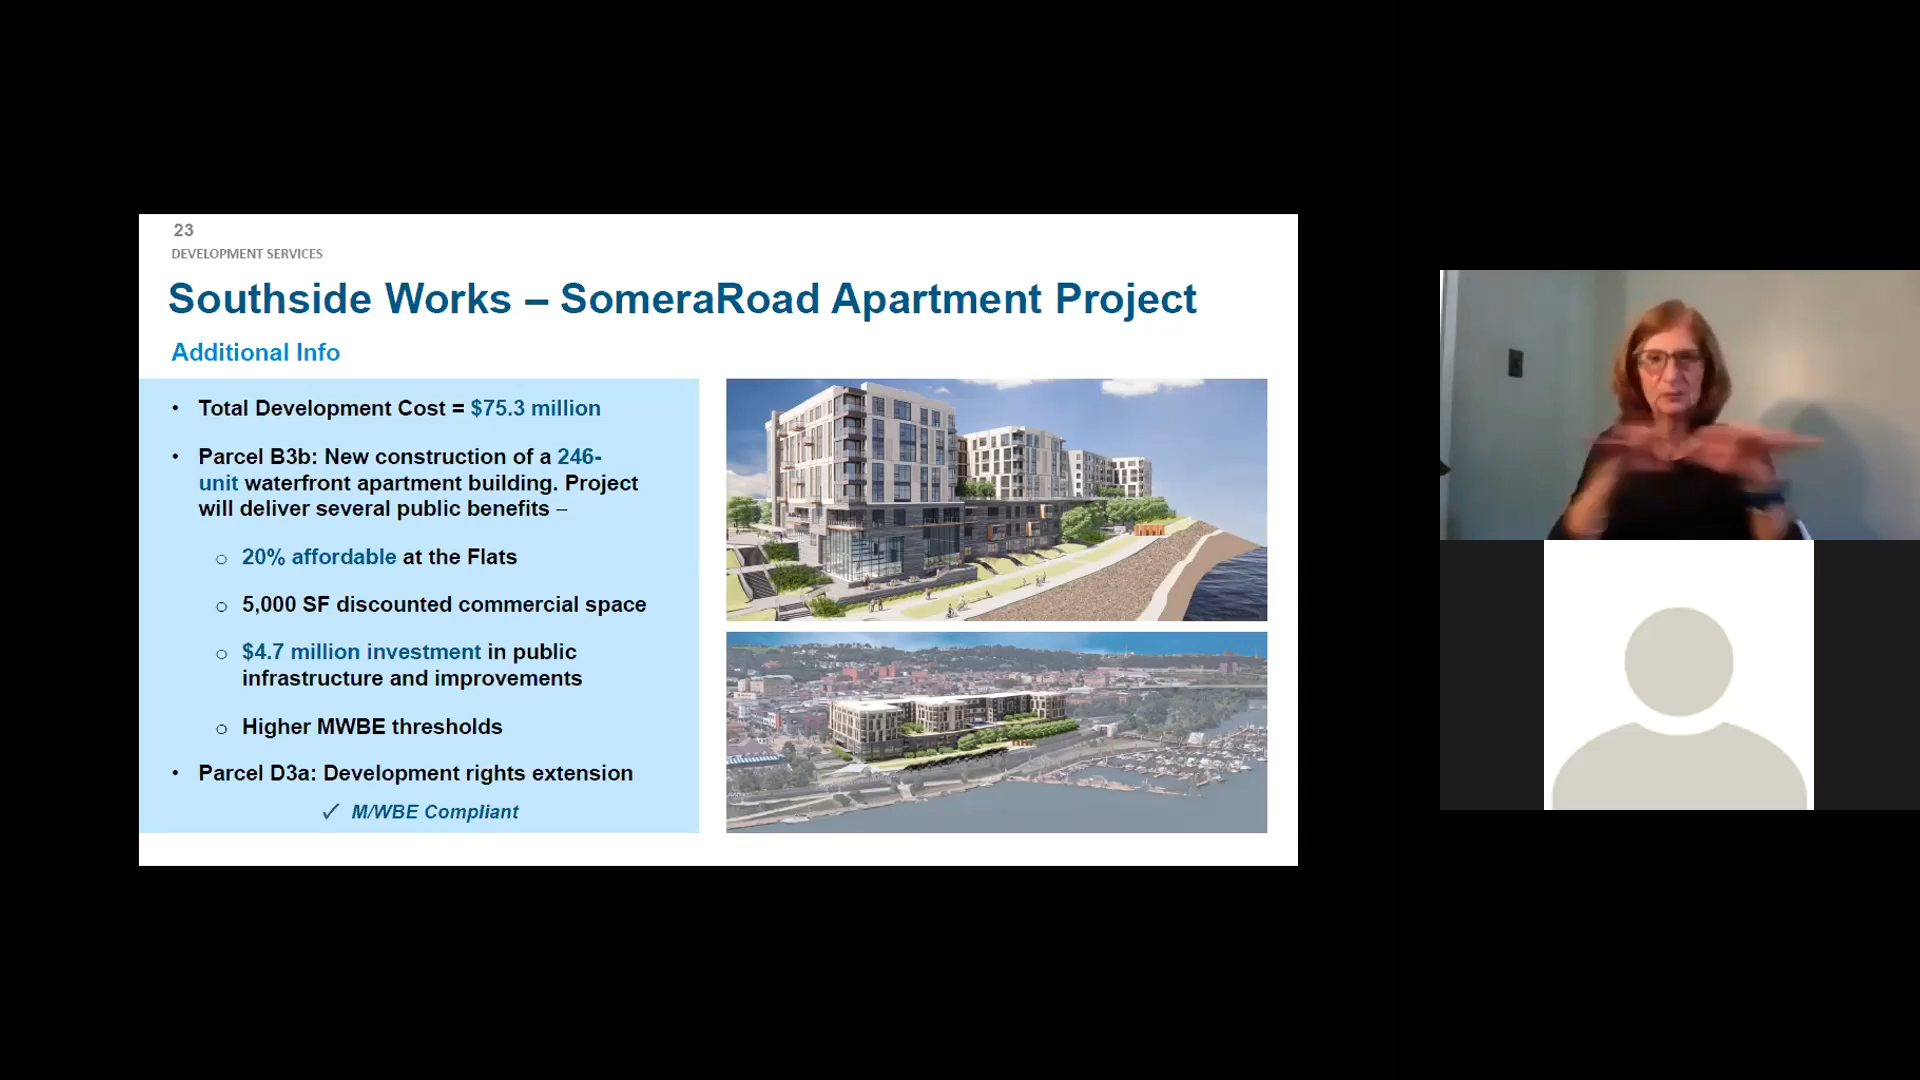 23
DEVELOPMENT SERVICES
Southside Works – SomeraRoad Apartment Project
Additional Info
• Total Development Cost = $75.3 million
• Parcel B3b: New construction of a 246-
unit waterfront apartment building. Project
will deliver several public benefits –
o 20% affordable at the Flats
o 5,000 SF discounted commercial space
o $4.7 million investment in public
infrastructure and improvements
o Higher MWBE thresholds
• Parcel D3a: Development rights extension
✓ M/WBE Compliant